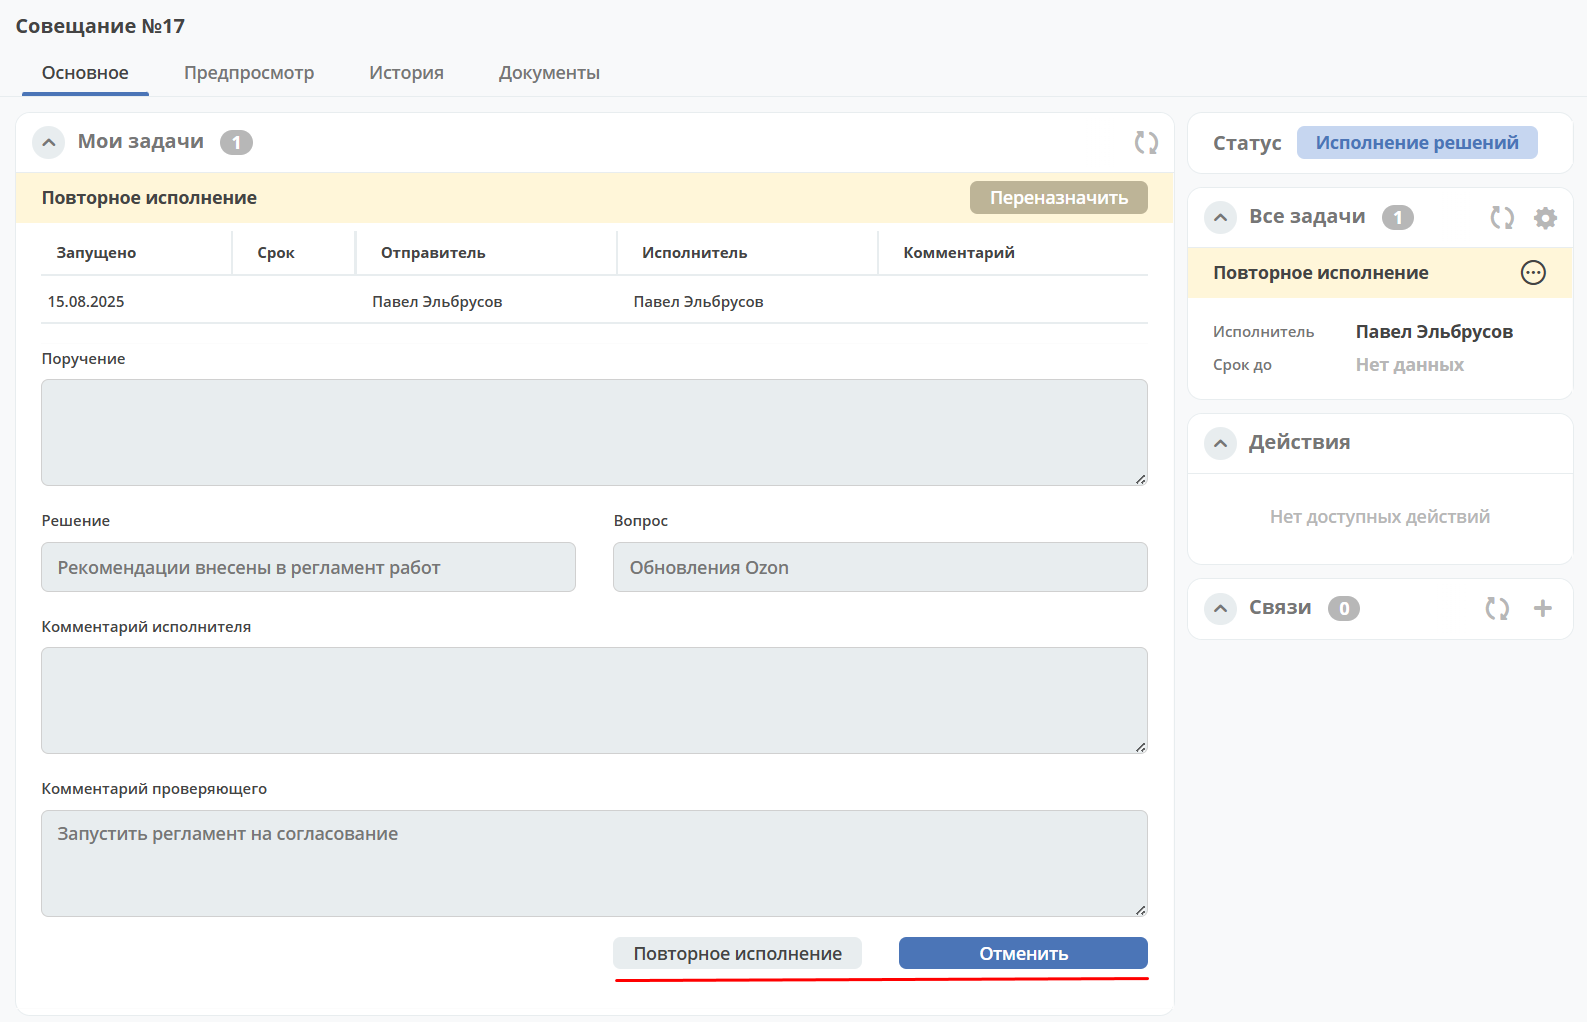 Совещание №17
Основное Предпросмотр История Документы
Мои задачи 1
Повторное исполнение Переназначить
Запущено Срок Отправитель Исполнитель Комментарий
15.08.2025 Павел Эльбрусов Павел Эльбрусов
Поручение
Решение Вопрос
Рекомендации внесены в регламент работ Обновления Ozon
Комментарий исполнителя
Комментарий проверяющего
Запустить регламент на согласование
Повторное исполнение Отменить
Статус Исполнение решений
Все задачи 1
Повторное исполнение
Исполнитель Павел Эльбрусов
Срок до Нет данных
Действия
Нет доступных действий
Связи 0